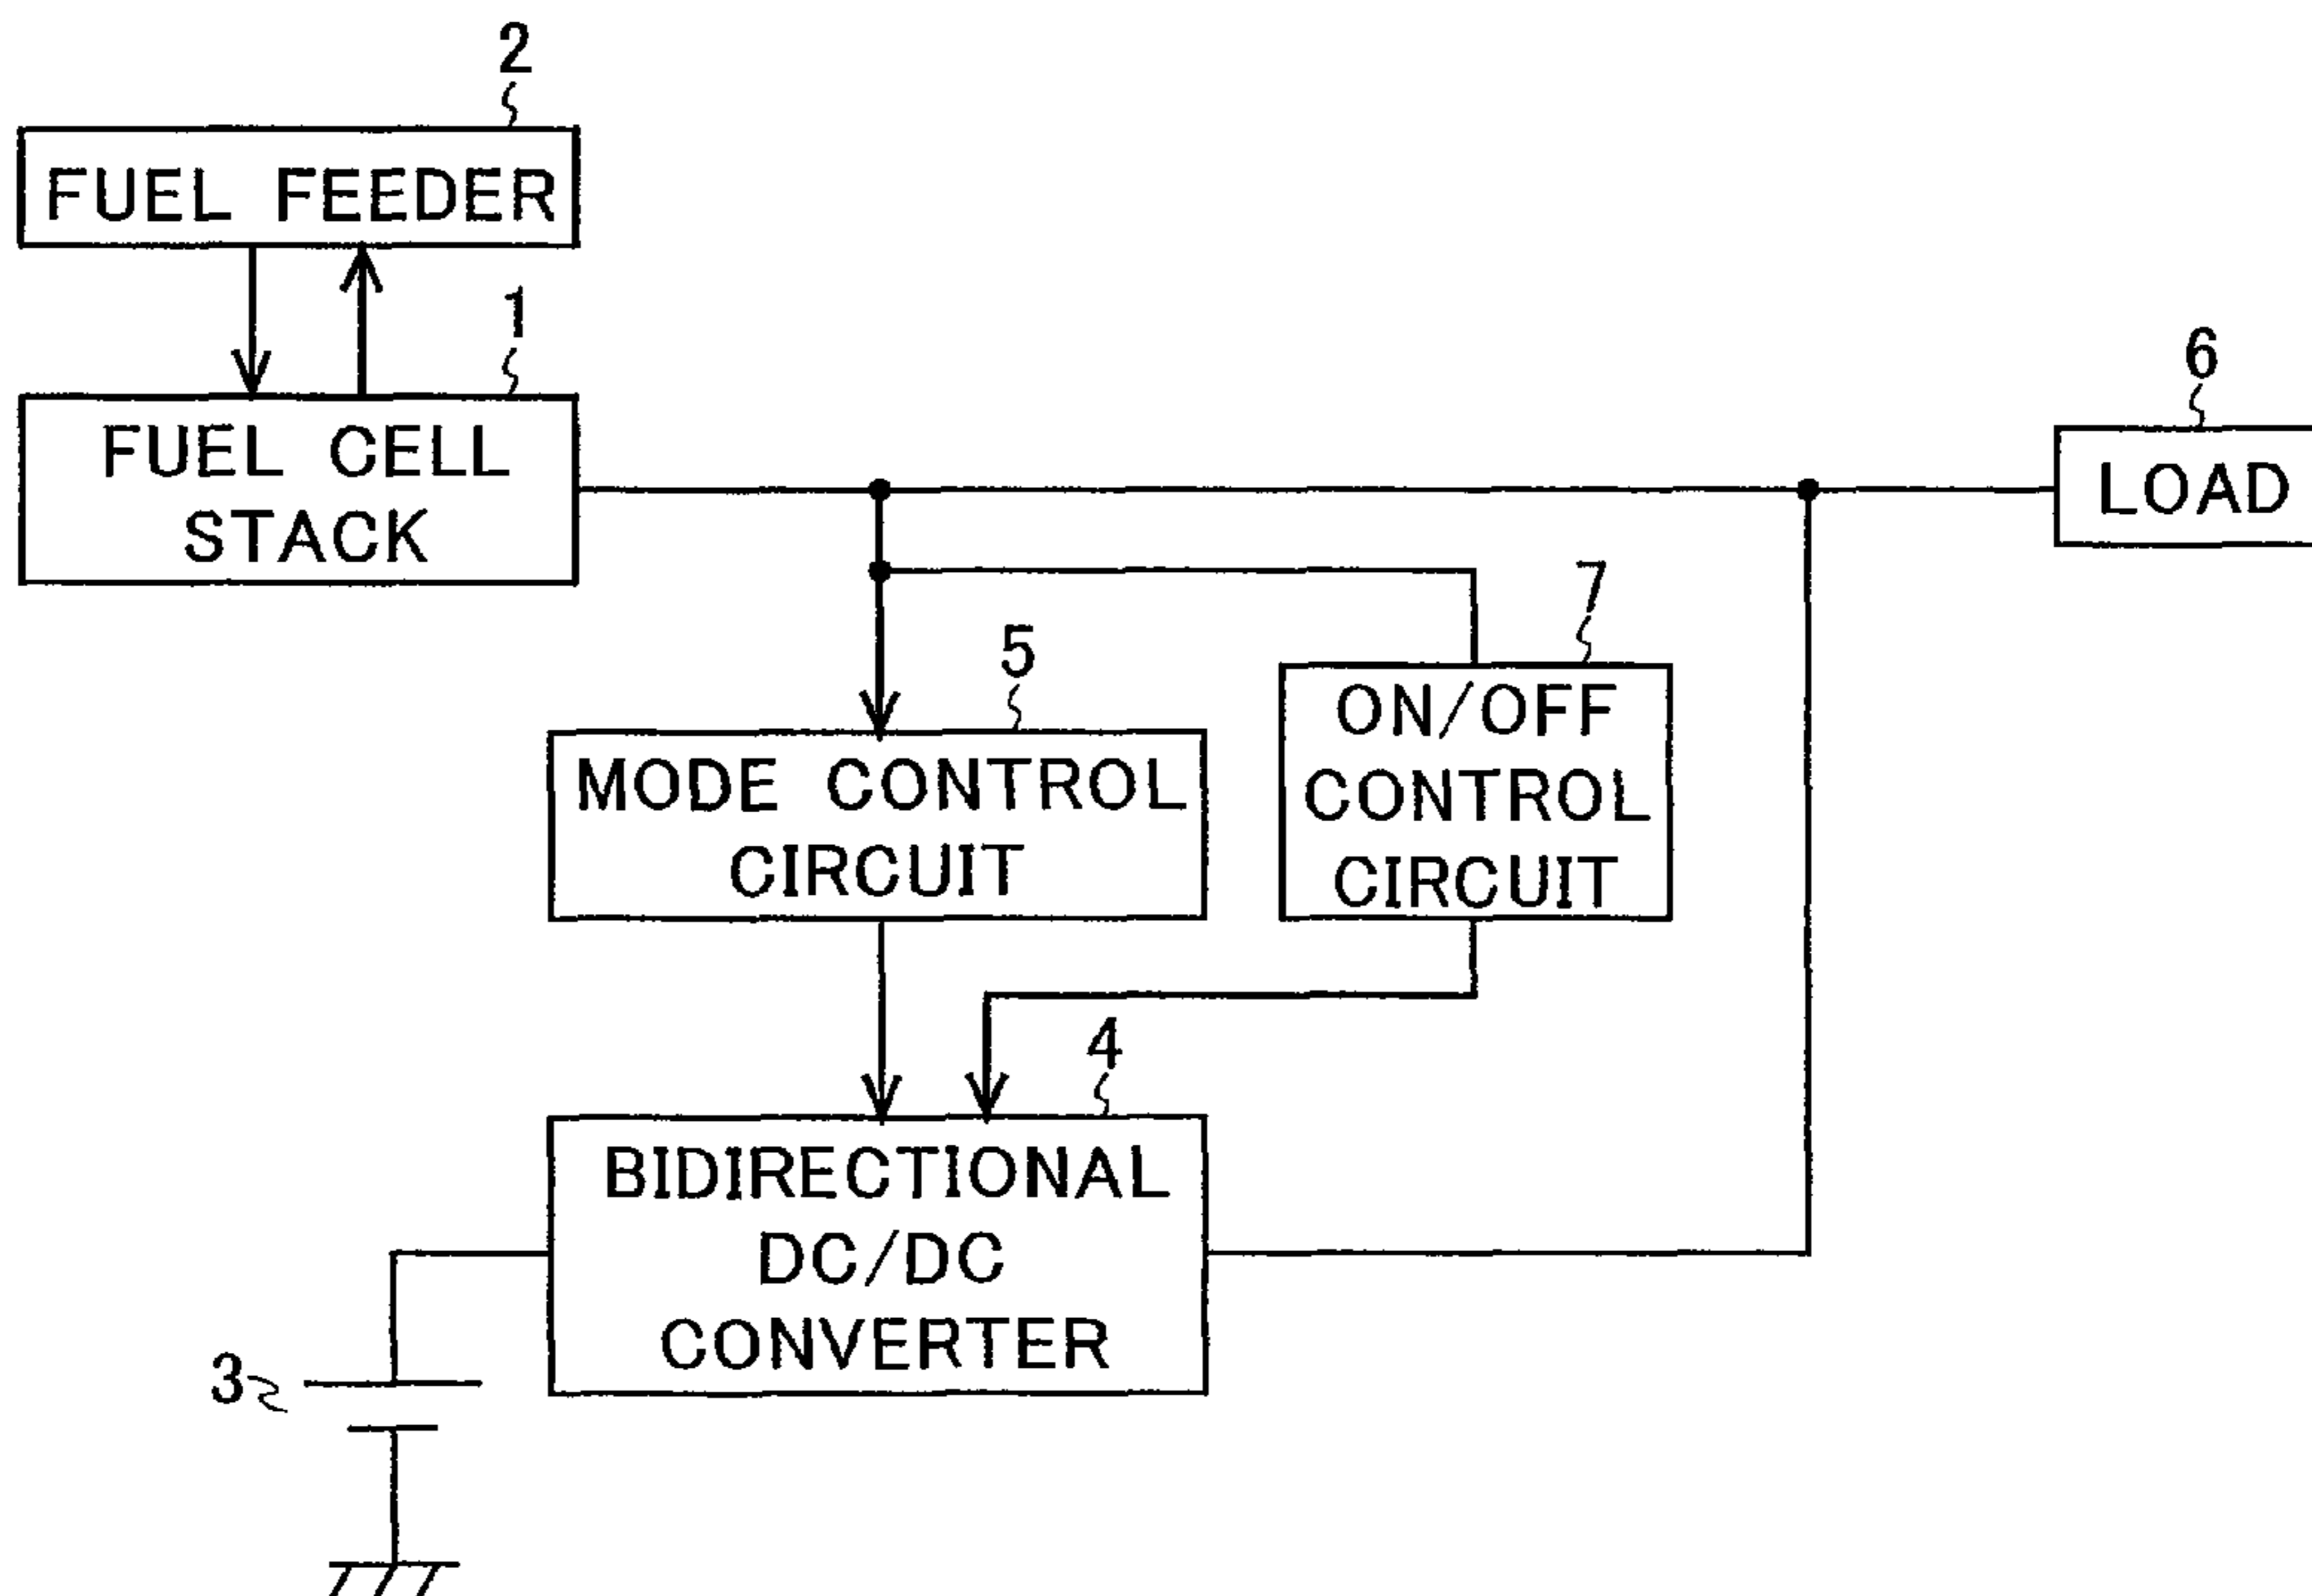 2
FUEL FEEDER
1
FUEL CELL
STACK
6
LOAD
5
MODE CONTROL
CIRCUIT
7
ON/OFF
CONTROL
CIRCUIT
4
BIDIRECTIONAL
DC/DC
CONVERTER
3